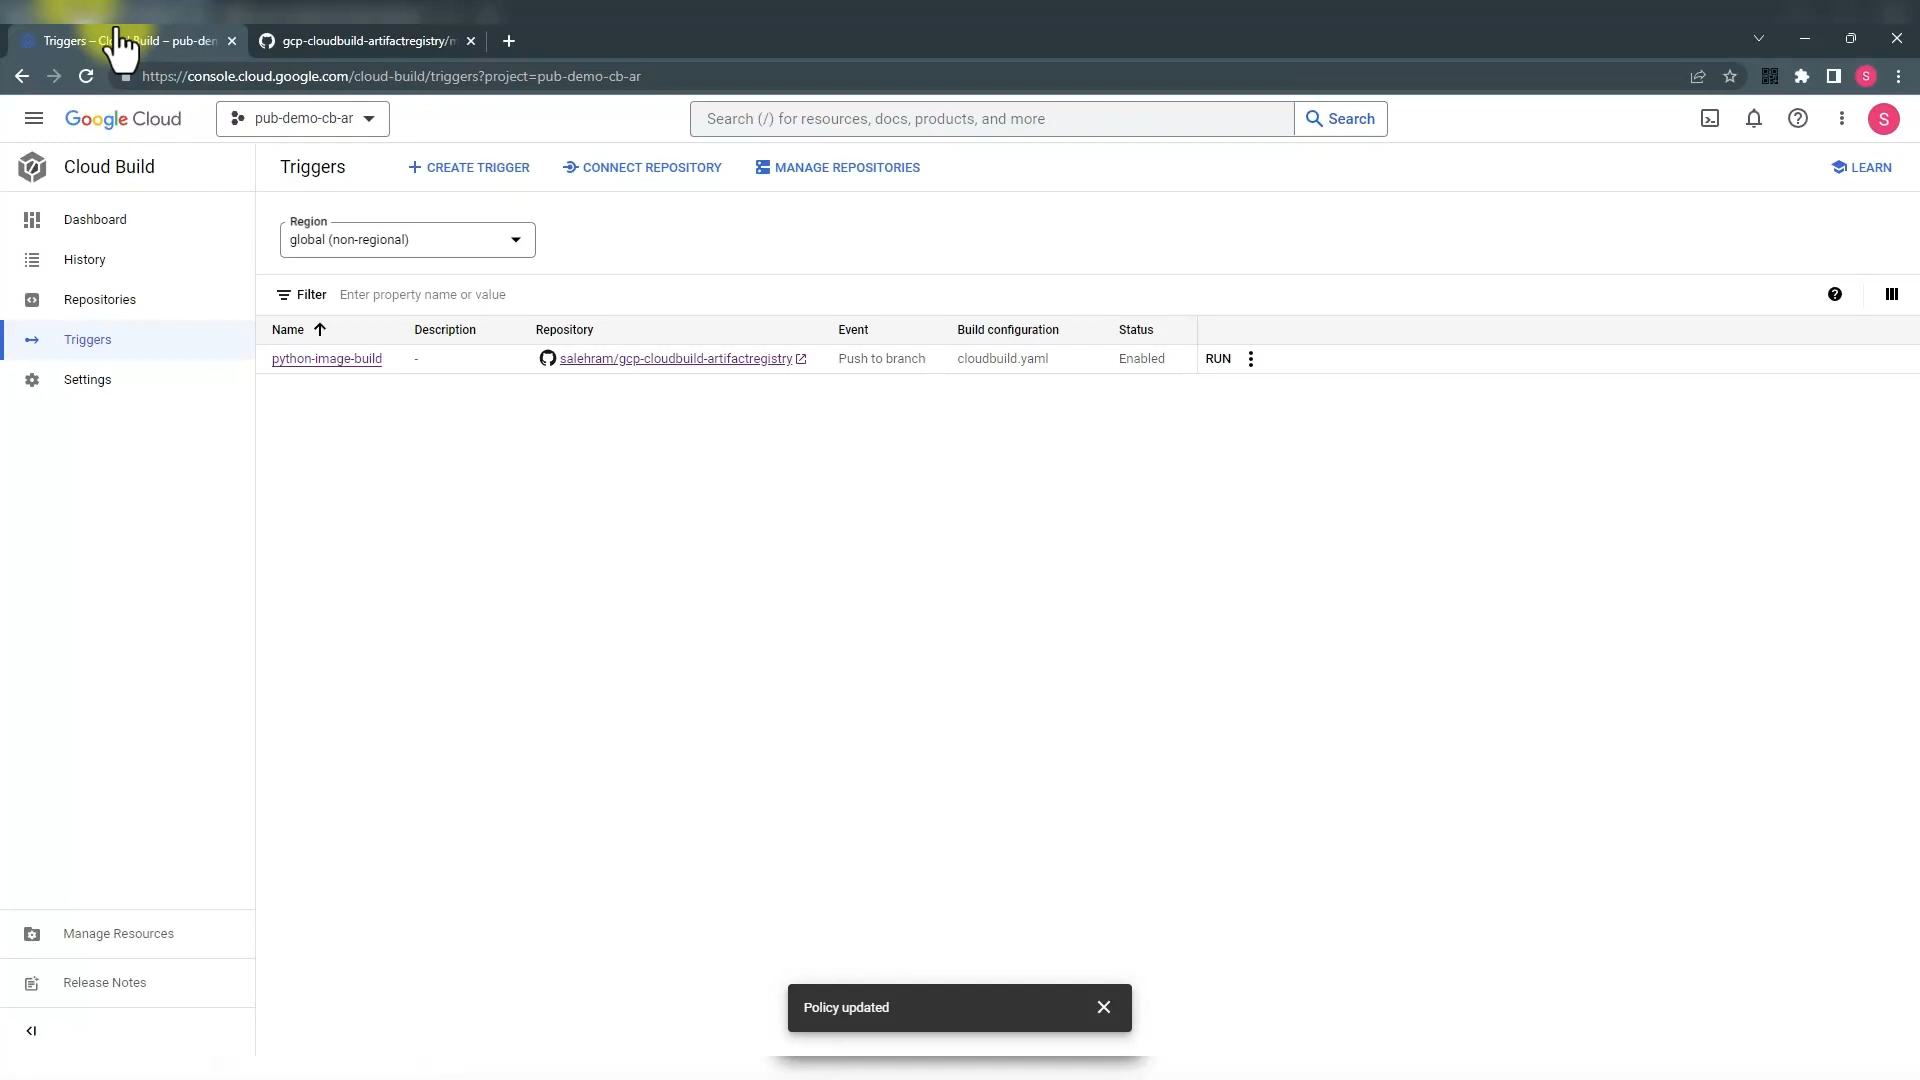 Triggers – Cloud Build – pub-den
gcp-cloudbuild-artifactregistry/m
https://console.cloud.google.com/cloud-build/triggers?project=pub-demo-cb-ar
S
Google Cloud
pub-demo-cb-ar
Search (/) for resources, docs, products, and more
Search
S
Cloud Build
Triggers
CREATE TRIGGER
CONNECT REPOSITORY
MANAGE REPOSITORIES
LEARN
Dashboard
History
Repositories
Triggers
Settings
Region
global (non-regional)
Filter
Enter property name or value
Name Description Repository Event Build configuration Status
python-image-build - salehram/gcp-cloudbuild-artifactregistry Push to branch cloudbuild.yaml Enabled RUN
Manage Resources
Release Notes
Policy updated